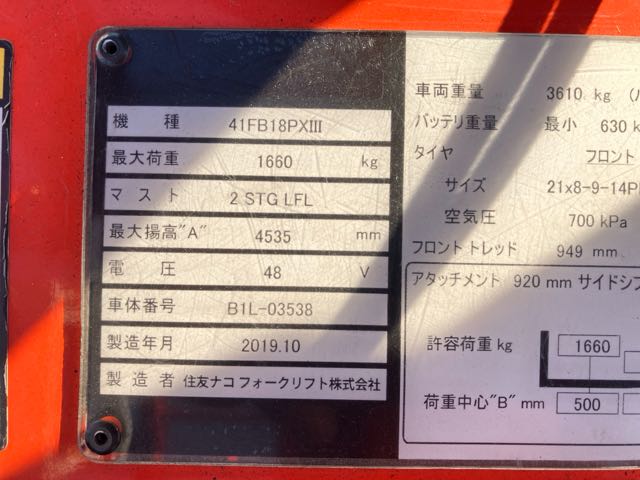 機 種 41FB18PXIII
最大荷重 1660 kg
マスト 2 STG LFL
最大揚高"A" 4535 mm
電 圧 48 V
車体番号 B1L-03538
製造年月 2019.10
製造者 住友ナコ フォークリフト株式会社
車両重量 3610 kg
バッテリ重量 最小 630
タイヤ フロント
サイズ 21x8-9-14P
空気圧 700 kPa
フロントトレッド 949 mm
アタッチメント 920 mm サイドシフ
許容荷重 kg 1660
荷重中心"B" mm 500